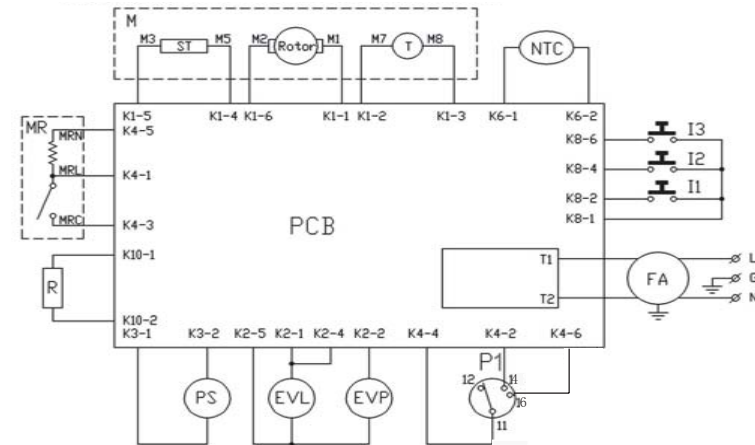 M
M3 ST M5 M2 Rotor M1 M7 T M8 NTC
K1-5 K1-4 K1-6 K1-1 K1-2 K1-3 K6-1 K6-2
MR MRN K4-5 K8-6 I3
MRL K4-1 K8-4 I2
K8-2 I1
MRC K4-3 PCB K8-1
K10-1 T1 L
R FA G
T2 N
K10-2
K3-1 K3-2 K2-5 K2-1 K2-4 K2-2 K4-4 K4-2 K4-6
P1
12 14
PS EVL EVP 16
11